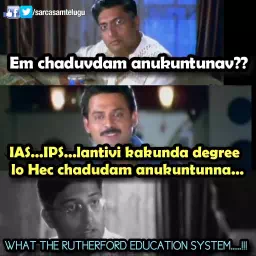 /sarcasamtelugu
Em chaduvdam anukuntunav??
IAS...IPS...lantivi kakunda degree
lo Hec chadudam anukuntunna...
WHAT THE RUTHERFORD EDUCATION SYSTEM.....!!!